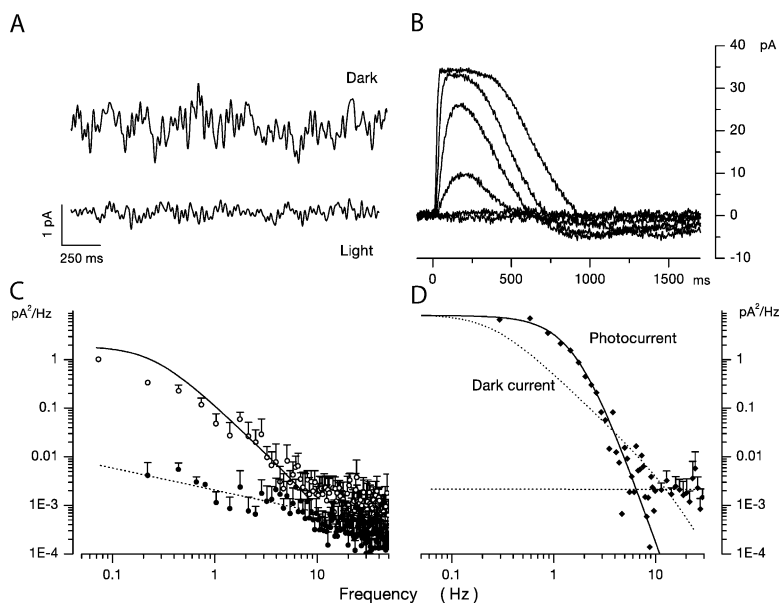 A
Dark
1 pA
250 ms
Light
B
pA
40
30
20
10
0
-10
0
500
1000
1500
ms
C
pA²/Hz
1
0.1
0.01
1E-3
1E-4
0.1
1
10
D
pA²/Hz
Photocurrent
Dark current
1
0.1
0.01
1E-3
1E-4
0.1
1
10
Frequency (Hz)